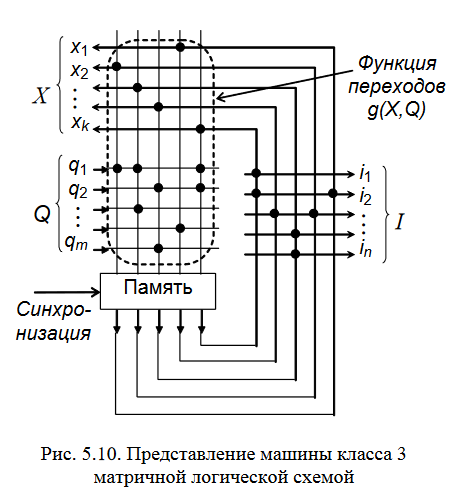 x1
x2
⋮
xk
X
Функция
переходов
g(X,Q)
q1
q2
⋮
qm
Q
i1
i2
⋮
in
I
Память
Синхро-
низация
Рис. 5.10. Представление машины класса 3
матричной логической схемой